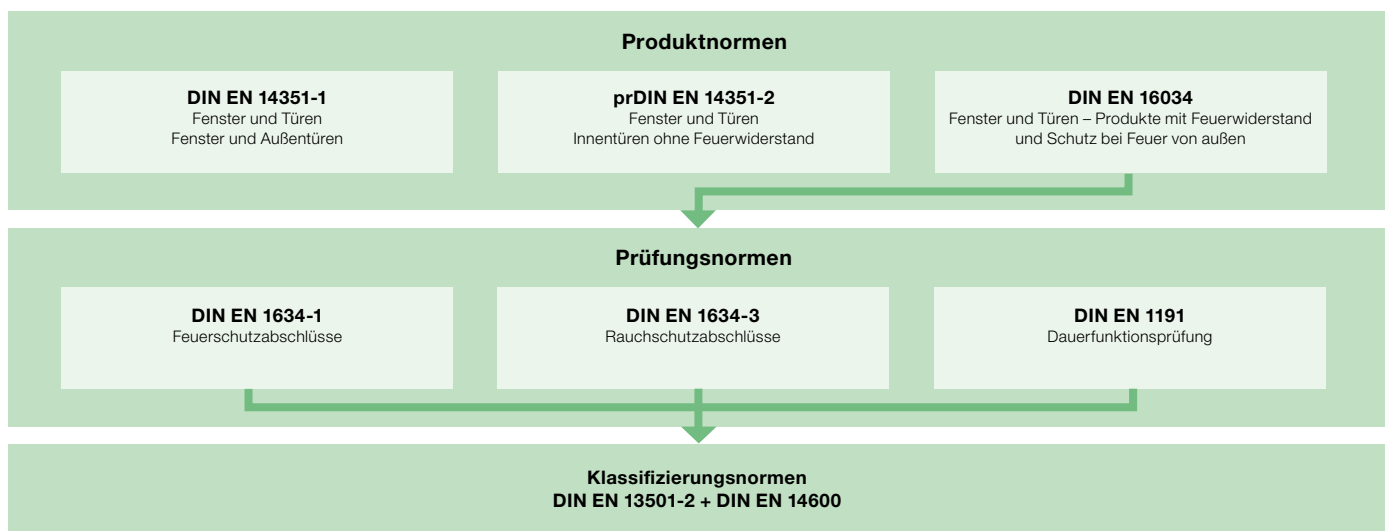 Produktnormen
DIN EN 14351-1
Fenster und Türen
Fenster und Außentüren
prDIN EN 14351-2
Fenster und Türen
Innentüren ohne Feuerwiderstand
DIN EN 16034
Fenster und Türen – Produkte mit Feuerwiderstand
und Schutz bei Feuer von außen
Prüfungsnormen
DIN EN 1634-1
Feuerschutzabschlüsse
DIN EN 1634-3
Rauchschutzabschlüsse
DIN EN 1191
Dauerfunktionsprüfung
Klassifizierungsnormen
DIN EN 13501-2 + DIN EN 14600